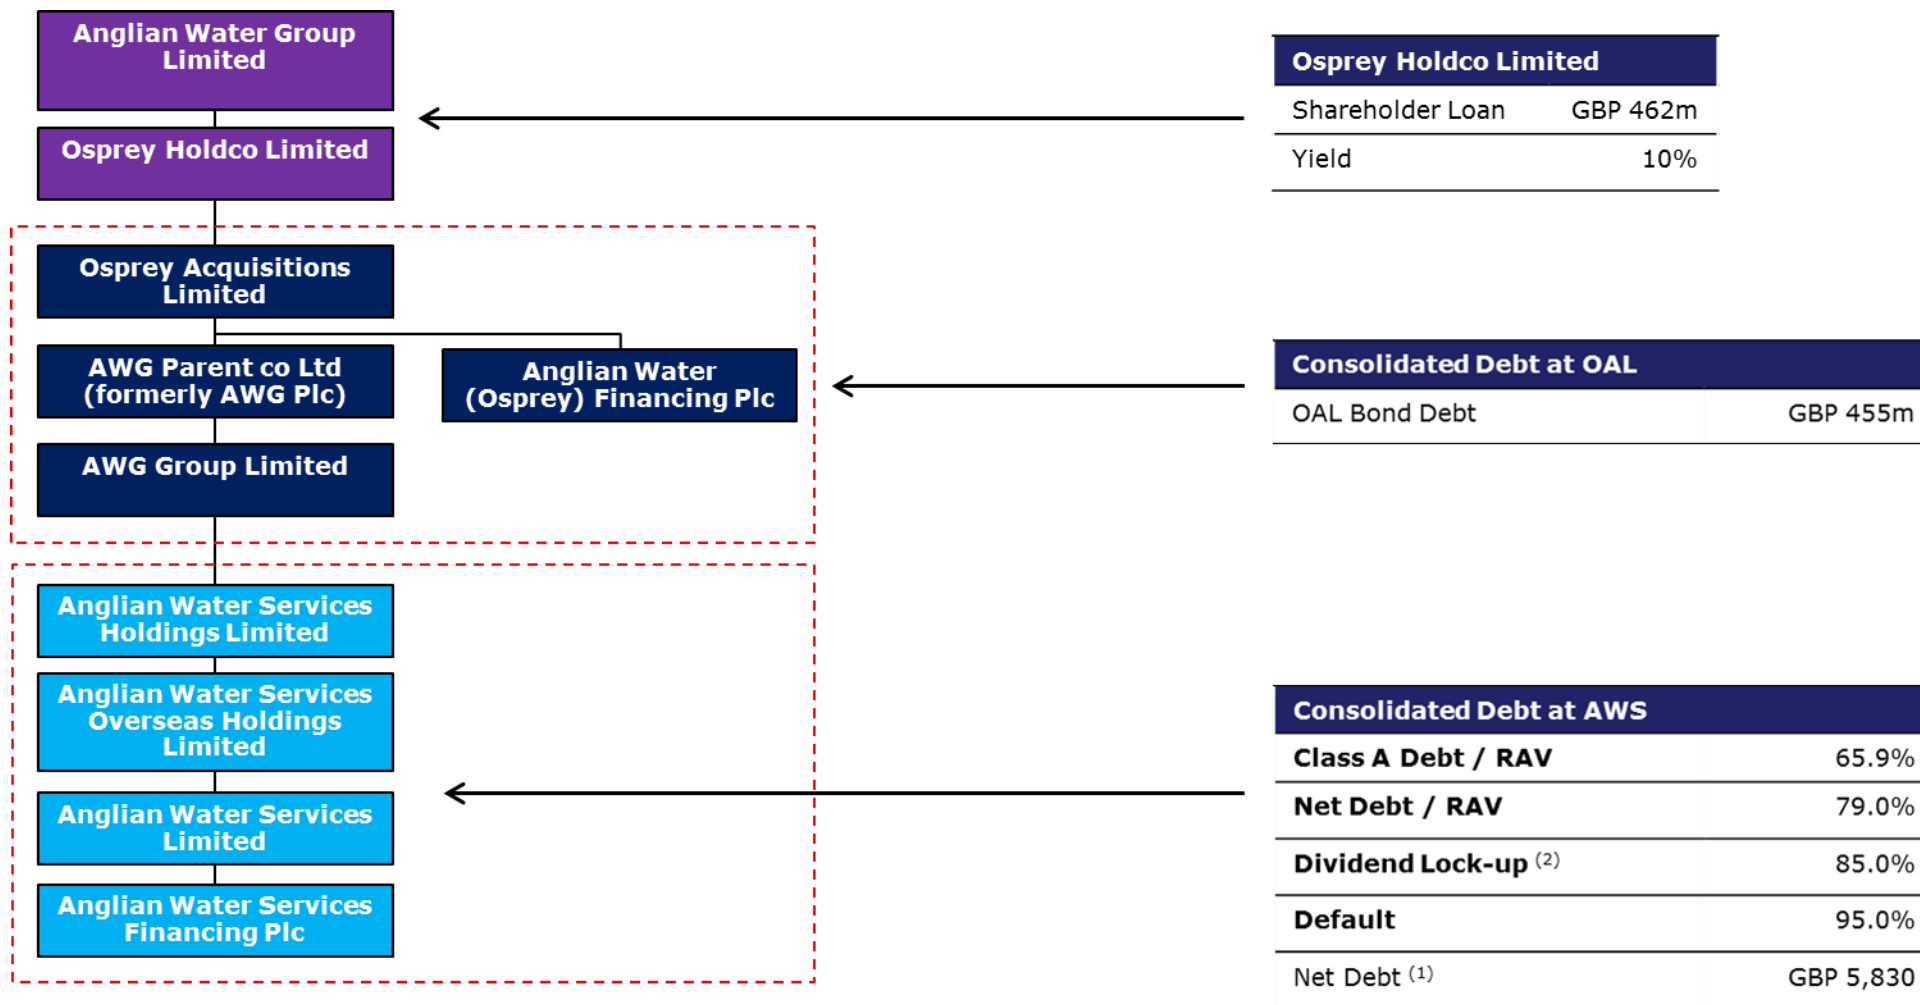 Anglian Water Group
Limited
Osprey Holdco Limited
Osprey Acquisitions
Limited
AWG Parent co Ltd
(formerly AWG Plc)
Anglian Water
(Osprey) Financing Plc
AWG Group Limited
Anglian Water Services
Holdings Limited
Anglian Water Services
Overseas Holdings
Limited
Anglian Water Services
Limited
Anglian Water Services
Financing Plc
Osprey Holdco Limited
Shareholder Loan GBP 462m
Yield 10%
Consolidated Debt at OAL
OAL Bond Debt GBP 455m
Consolidated Debt at AWS
Class A Debt / RAV 65.9%
Net Debt / RAV 79.0%
Dividend Lock-up (2) 85.0%
Default 95.0%
Net Debt (1) GBP 5,830